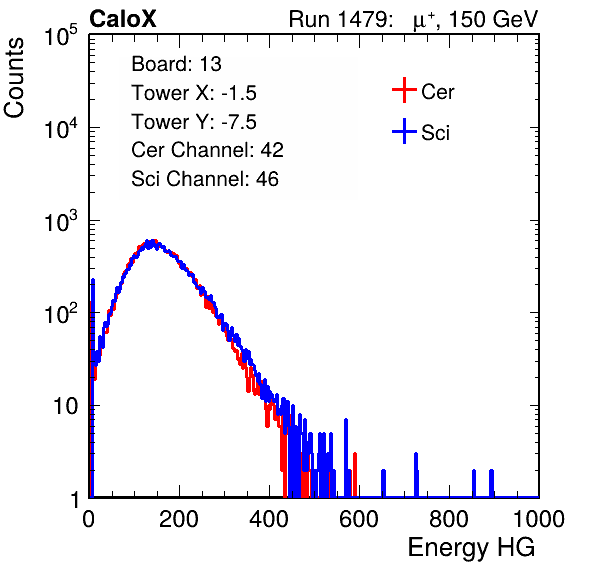 CaloX Run 1479: μ⁺, 150 GeV
Board: 13
Tower X: -1.5
Tower Y: -7.5
Cer Channel: 42
Sci Channel: 46
Cer
Sci
Counts
10⁵
10⁴
10³
10²
10
1
0 200 400 600 800 1000
Energy HG